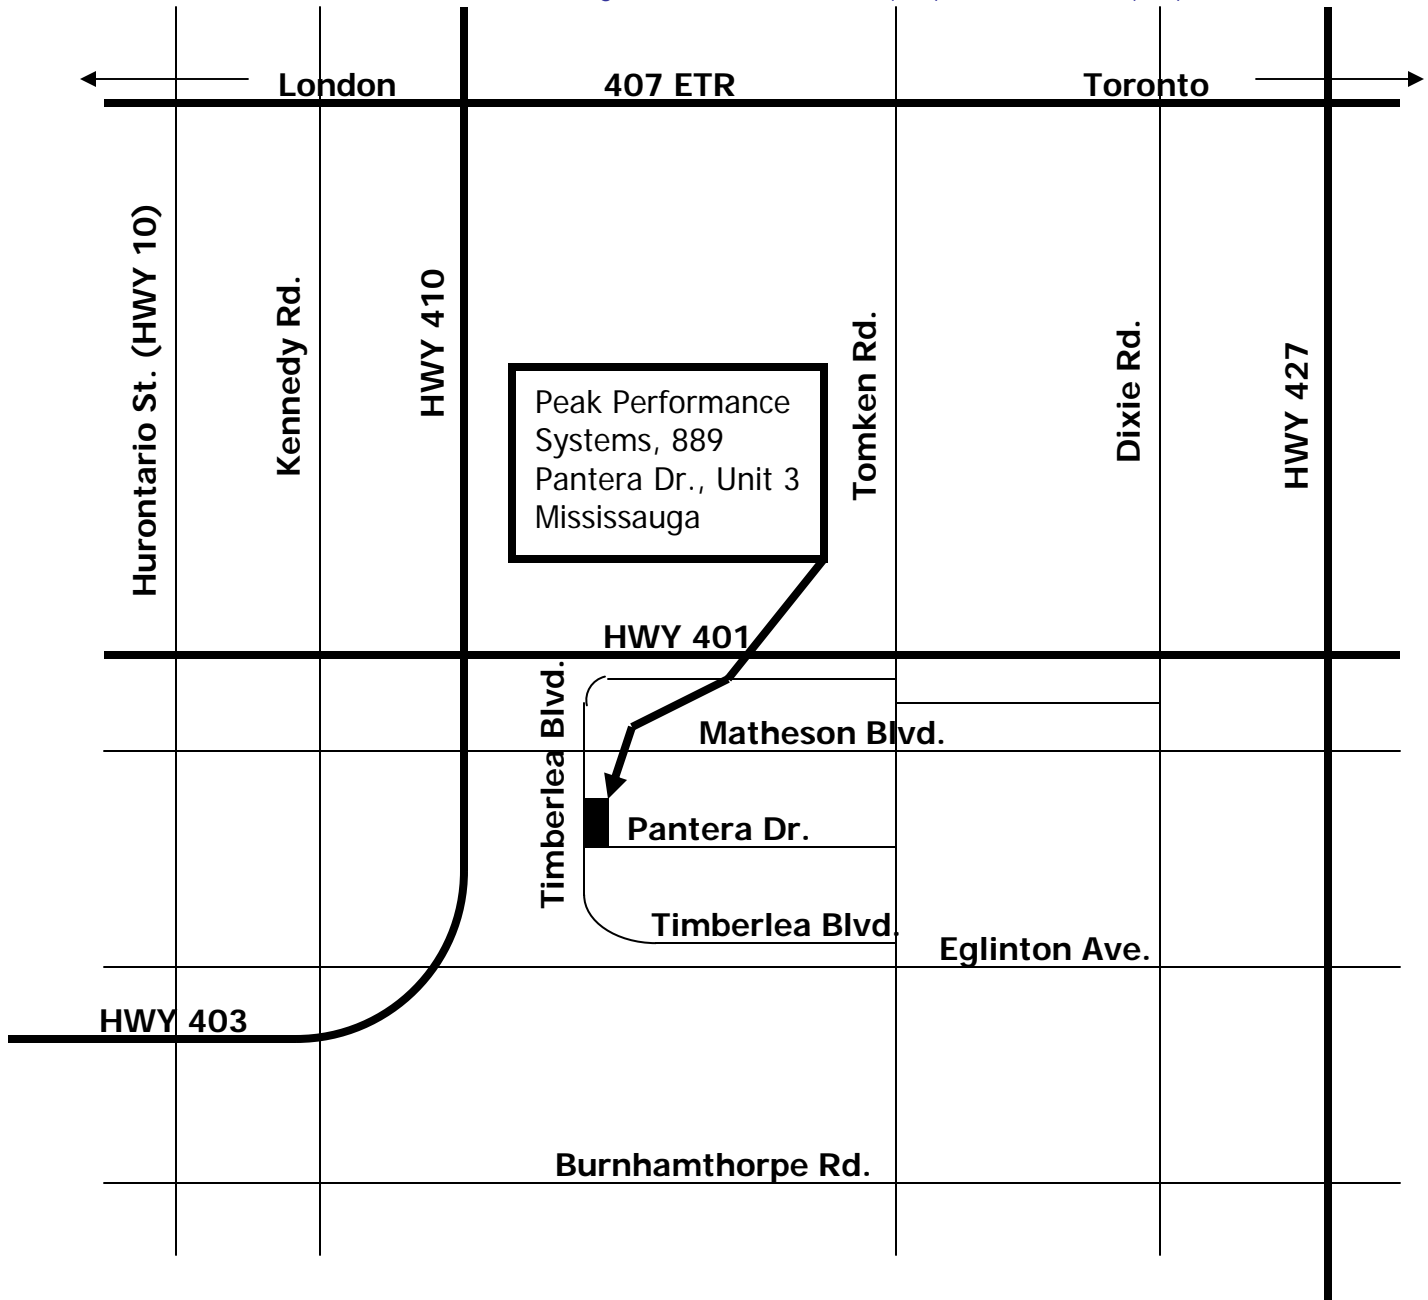 London
407 ETR
Toronto
Hurontario St. (HWY 10)
Kennedy Rd.
HWY 410
Tomken Rd.
Dixie Rd.
HWY 427
Peak Performance
Systems, 889
Pantera Dr., Unit 3
Mississauga
HWY 401
Timberlea Blvd.
Matheson Blvd.
Pantera Dr.
Timberlea Blvd.
Eglinton Ave.
HWY 403
Burnhamthorpe Rd.